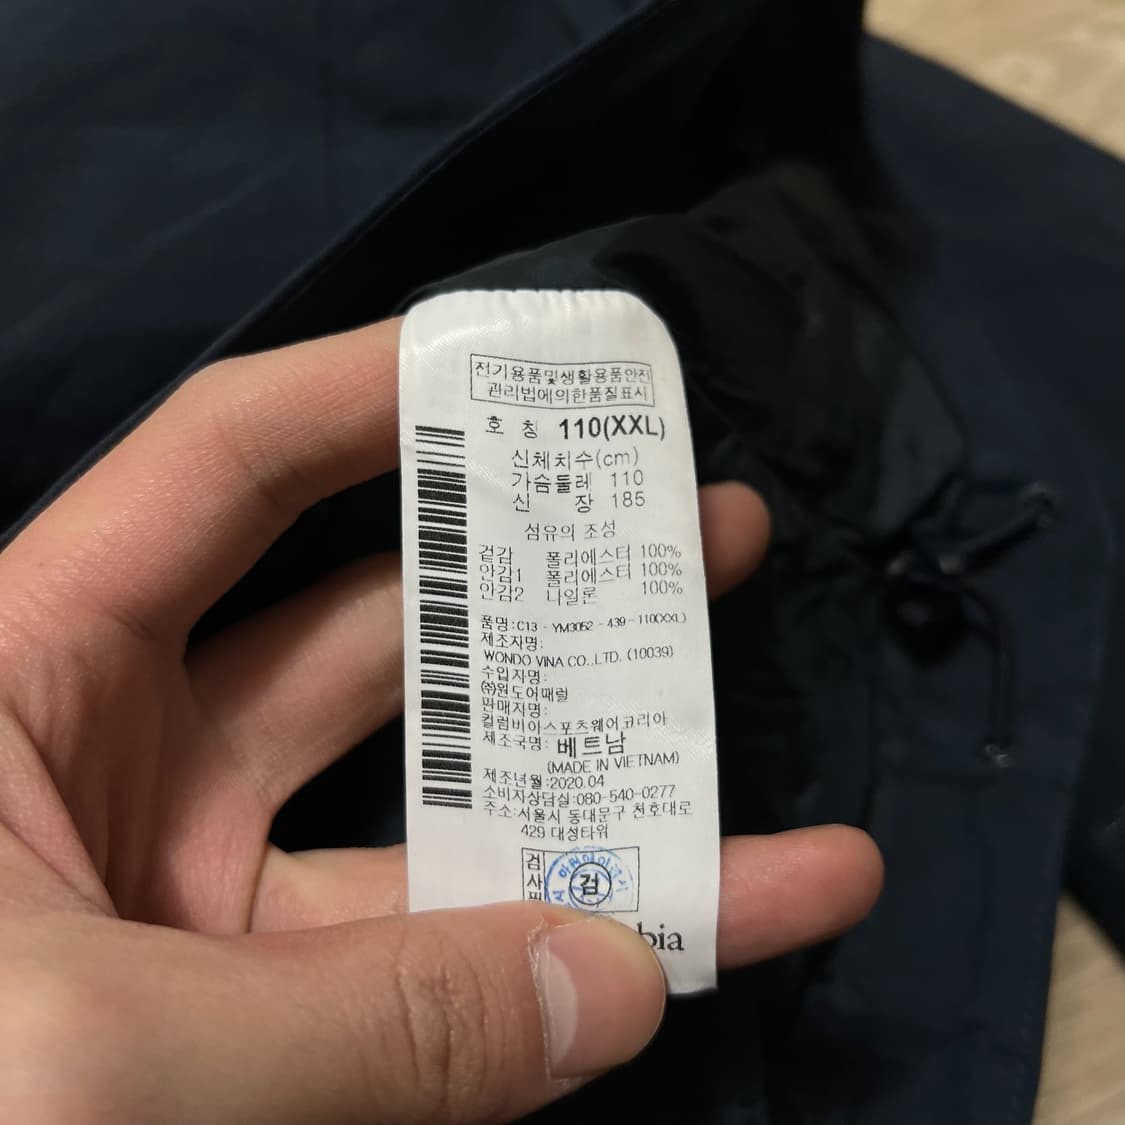 전기용품및생활용품안전
관리법에의한품질표시
호 칭 110(XXL)
신체치수(cm)
가슴둘레 110
신 장 185
섬유의 조성
겉감 폴리에스터 100%
안감1 폴리에스터 100%
안감2 나일론 100%
품명:C13 - YM3052 - 439 - 110(XXL)
제조자명:
WONDO VINA CO.,LTD. (10039)
수입자명:
㈜원도어패럴
판매자명:
컬럼비아스포츠웨어코리아
제조국명: 베트남
(MADE IN VIETNAM)
제조년월:2020.04
소비자상담실:080-540-0277
주소:서울시 동대문구 천호대로
429 대성타워
검사필
검
bia